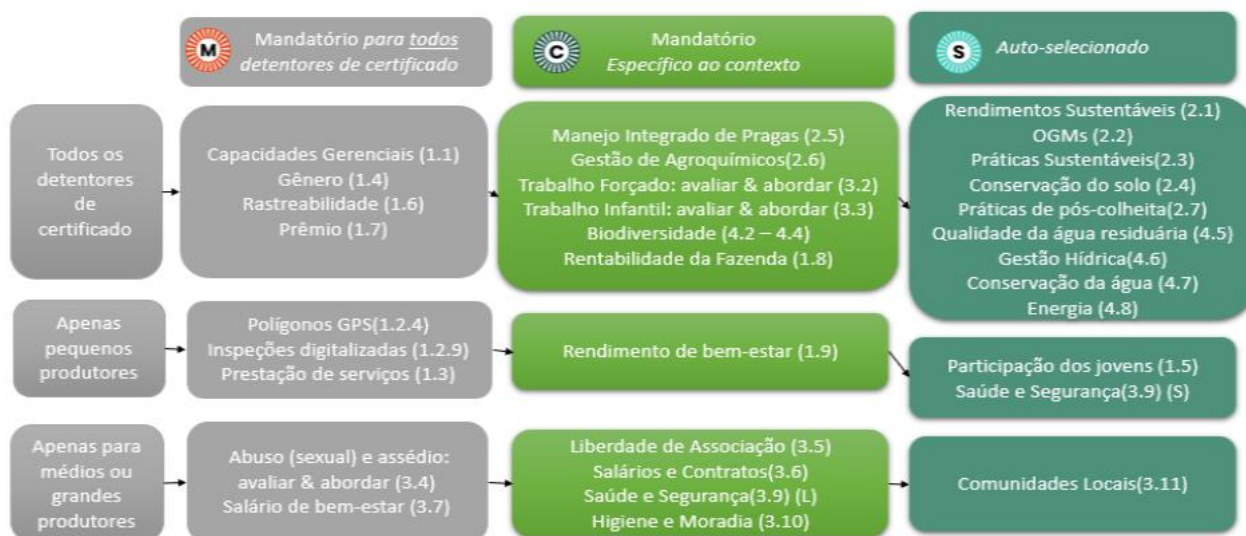 M
Mandatório para todos
detentores de certificado
C
Mandatório
Específico ao contexto
S
Auto-selecionado
Todos os
detentores
de
certificado
Capacidades Gerenciais (1.1)
Gênero (1.4)
Rastreabilidade (1.6)
Prêmio (1.7)
Manejo Integrado de Pragas (2.5)
Gestão de Agroquímicos(2.6)
Trabalho Forçado: avaliar & abordar (3.2)
Trabalho Infantil: avaliar & abordar (3.3)
Biodiversidade (4.2 – 4.4)
Rentabilidade da Fazenda (1.8)
Rendimentos Sustentáveis (2.1)
OGMs (2.2)
Práticas Sustentáveis(2.3)
Conservação do solo (2.4)
Práticas de pós-colheita(2.7)
Qualidade da água residuária (4.5)
Gestão Hídrica(4.6)
Conservação da água (4.7)
Energia (4.8)
Apenas
pequenos
produtores
Polígonos GPS(1.2.4)
Inspeções digitalizadas (1.2.9)
Prestação de serviços (1.3)
Rendimento de bem-estar (1.9)
Participação dos jovens (1.5)
Saúde e Segurança(3.9) (S)
Apenas para
médios ou
grandes
produtores
Abuso (sexual) e assédio:
avaliar & abordar (3.4)
Salário de bem-estar (3.7)
Liberdade de Associação (3.5)
Salários e Contratos(3.6)
Saúde e Segurança(3.9) (L)
Higiene e Moradia (3.10)
Comunidades Locais(3.11)